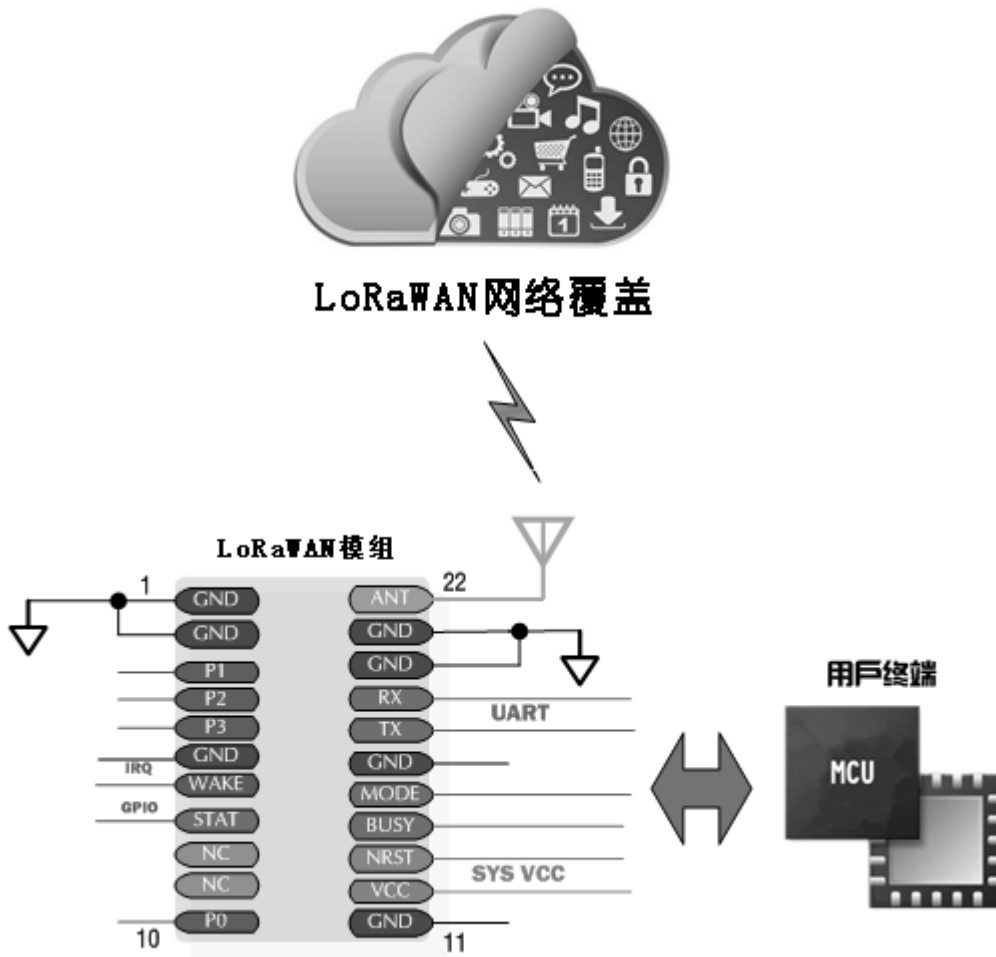 1
LoRaWAN网络覆盖
LoRaWAN模组
1
22
GND
ANT
GND
GND
GND
P1
RX
P2
UART
P3
TX
GND
GND
IRQ
WAKE
MODE
GPIO
STAT
BUSY
NC
NRST
SYS VCC
NC
VCC
P0
GND
10
11
用戶终端
MCU